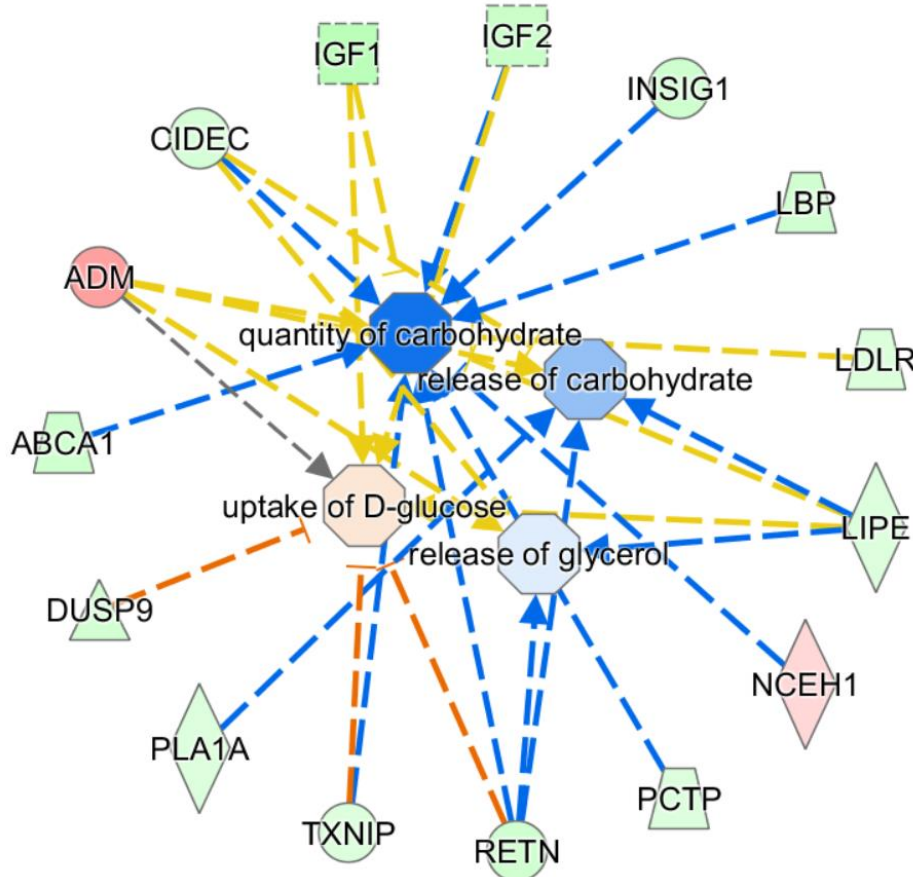 IGF1
IGF2
INSIG1
CIDEC
LBP
ADM
quantity of carbohydrate
LDLR
release of carbohydrate
ABCA1
uptake of D-glucose
LIPE
release of glycerol
DUSP9
NCEH1
PLA1A
PCTP
TXNIP
RETN